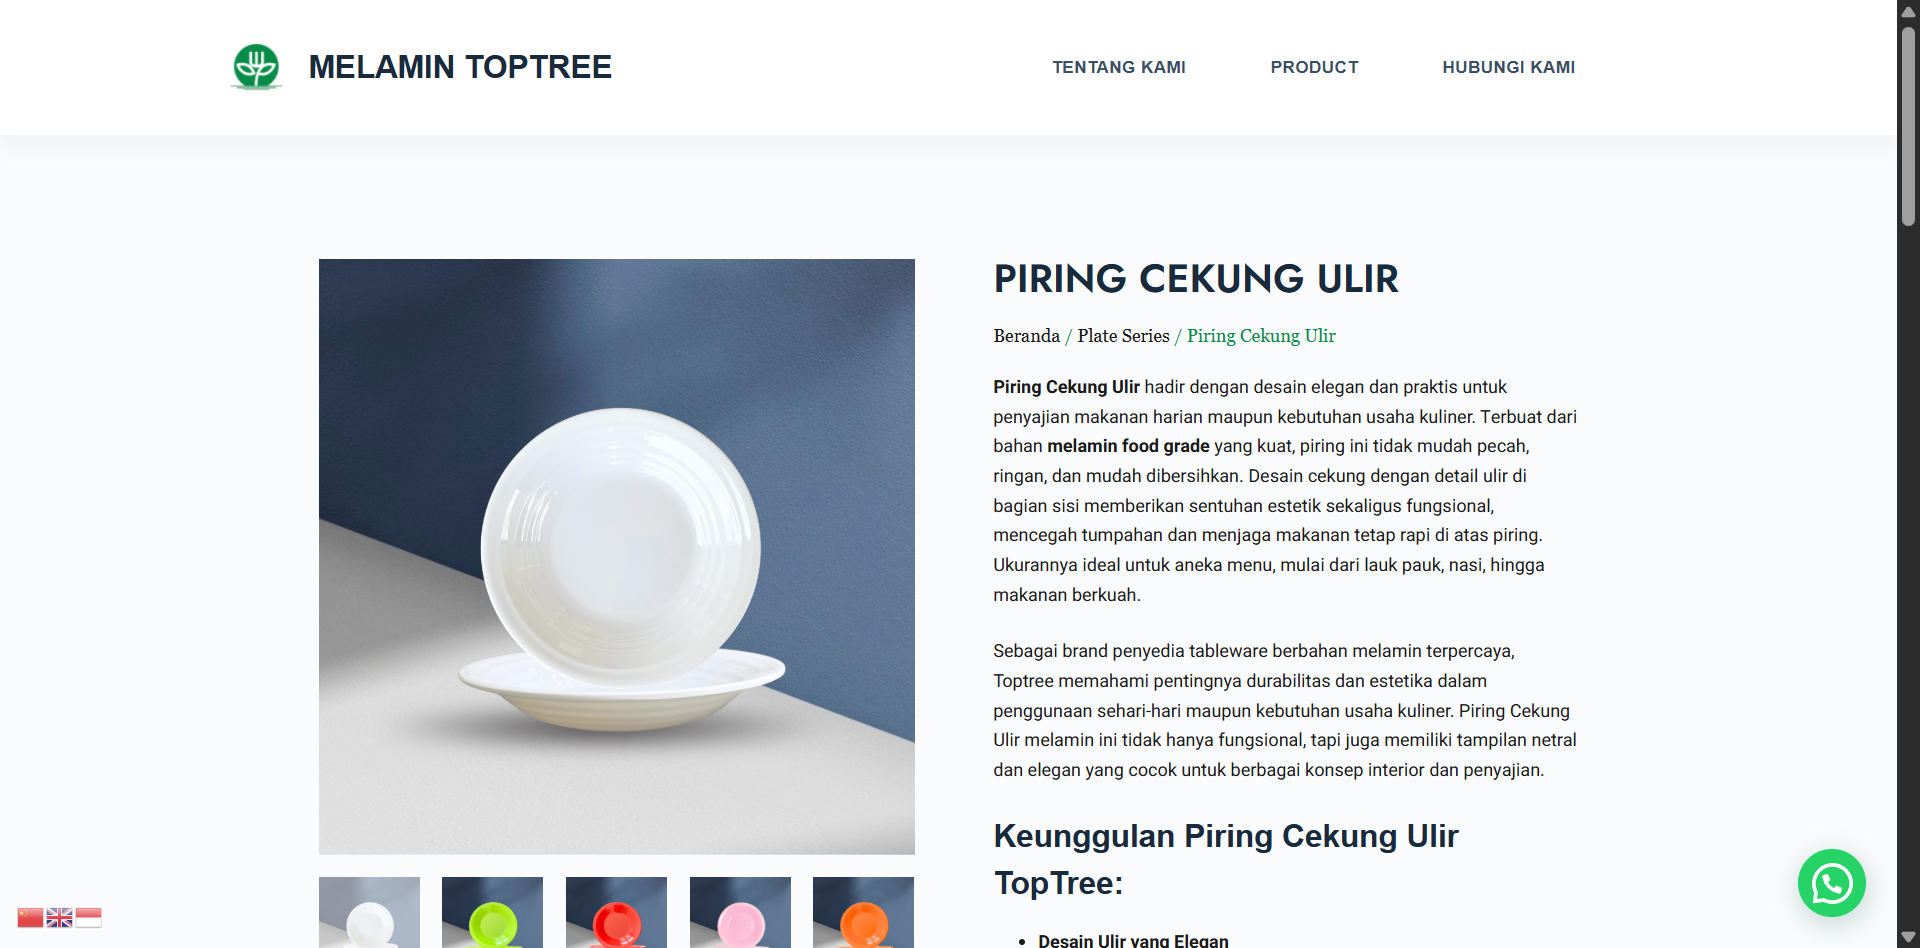 MELAMIN TOPTREE
TENTANG KAMI
PRODUCT
HUBUNGI KAMI
PIRING CEKUNG ULIR
Beranda / Plate Series / Piring Cekung Ulir
Piring Cekung Ulir hadir dengan desain elegan dan praktis untuk
penyajian makanan harian maupun kebutuhan usaha kuliner. Terbuat dari
bahan melamin food grade yang kuat, piring ini tidak mudah pecah,
ringan, dan mudah dibersihkan. Desain cekung dengan detail ulir di
bagian sisi memberikan sentuhan estetik sekaligus fungsional,
mencegah tumpahan dan menjaga makanan tetap rapi di atas piring.
Ukurannya ideal untuk aneka menu, mulai dari lauk pauk, nasi, hingga
makanan berkuah.
Sebagai brand penyedia tableware berbahan melamin terpercaya,
Toptree memahami pentingnya durabilitas dan estetika dalam
penggunaan sehari-hari maupun kebutuhan usaha kuliner. Piring Cekung
Ulir melamin ini tidak hanya fungsional, tapi juga memiliki tampilan netral
dan elegan yang cocok untuk berbagai konsep interior dan penyajian.
Keunggulan Piring Cekung Ulir
TopTree:
• Desain Ulir yang Elegan